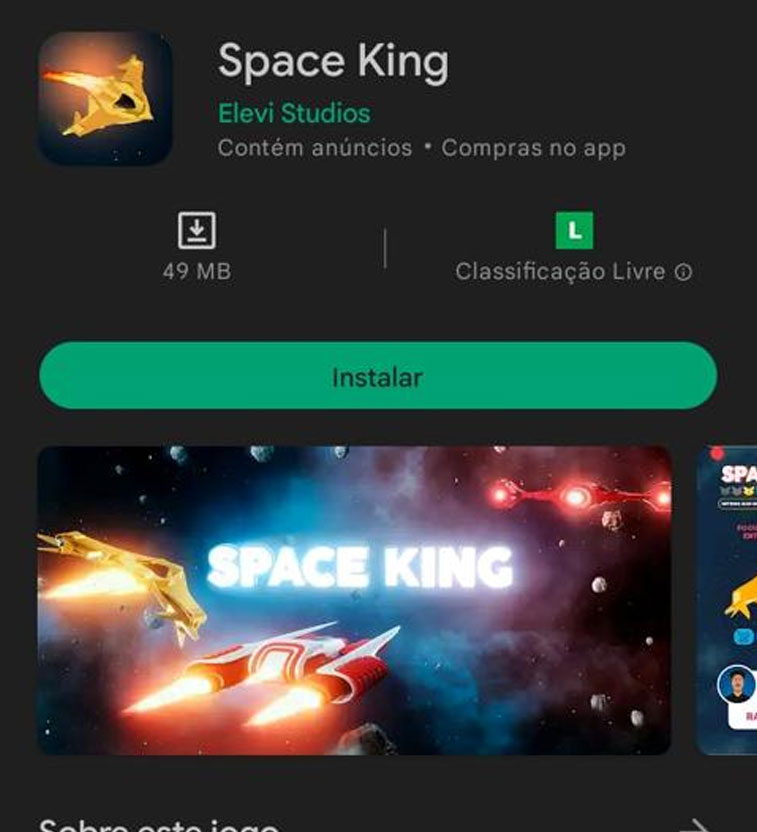 Space King
Elevi Studios
Contém anúncios • Compras no app
49 MB
L
Classificação Livre
Instalar
SPACE KING
SPA
Sobre este jogo